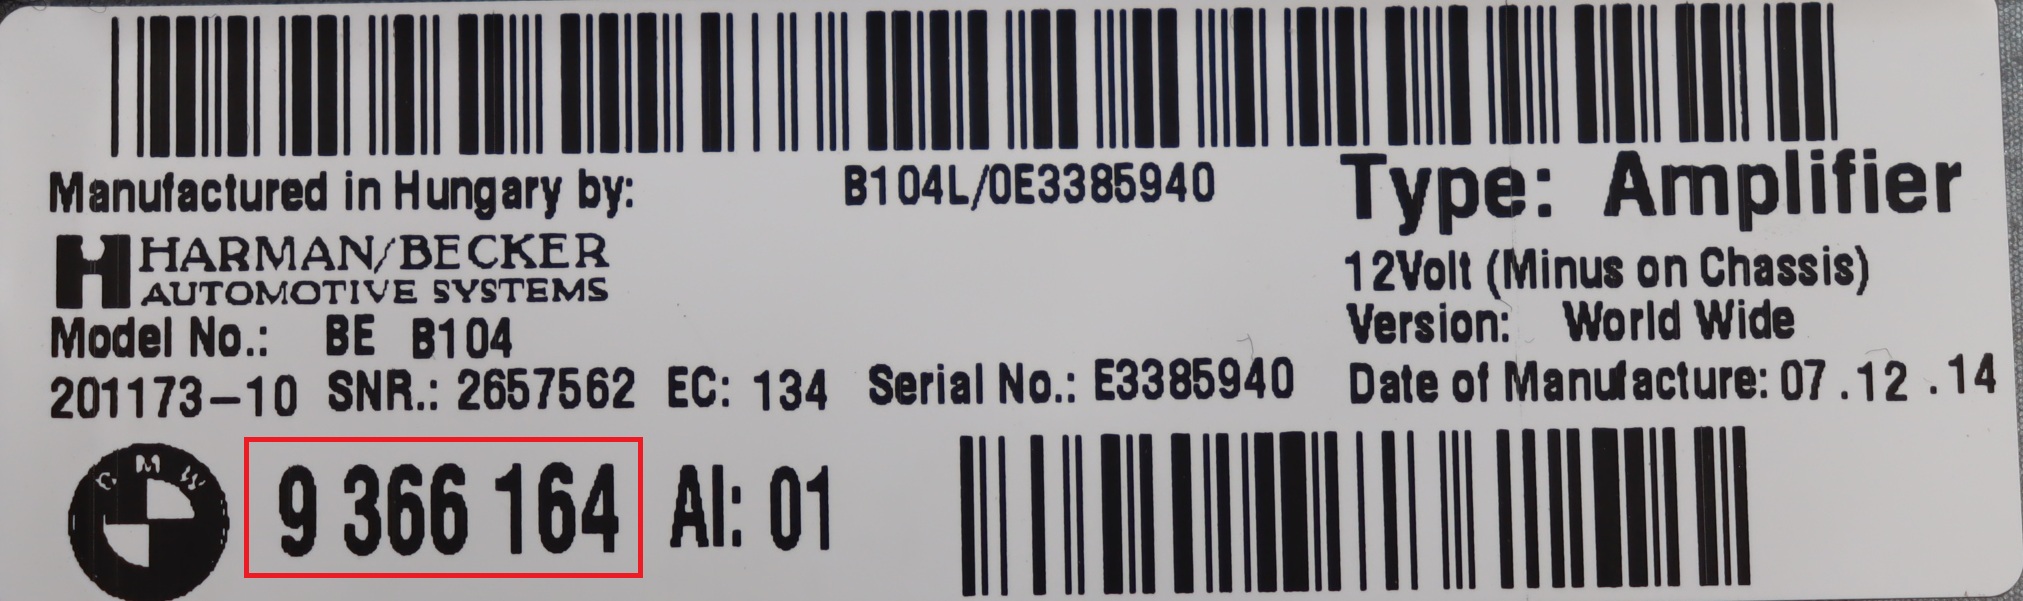 Manufactured in Hungary by:
B104L/0E3385940
Type: Amplifier
HARMAN/BECKER
AUTOMOTIVE SYSTEMS
12Volt (Minus on Chassis)
Model No.: BE B104
Version: World Wide
201173-10 SNR.: 2657562 EC: 134 Serial No.: E3385940 Date of Manufacture: 07.12.14
9 366 164 AI: 01